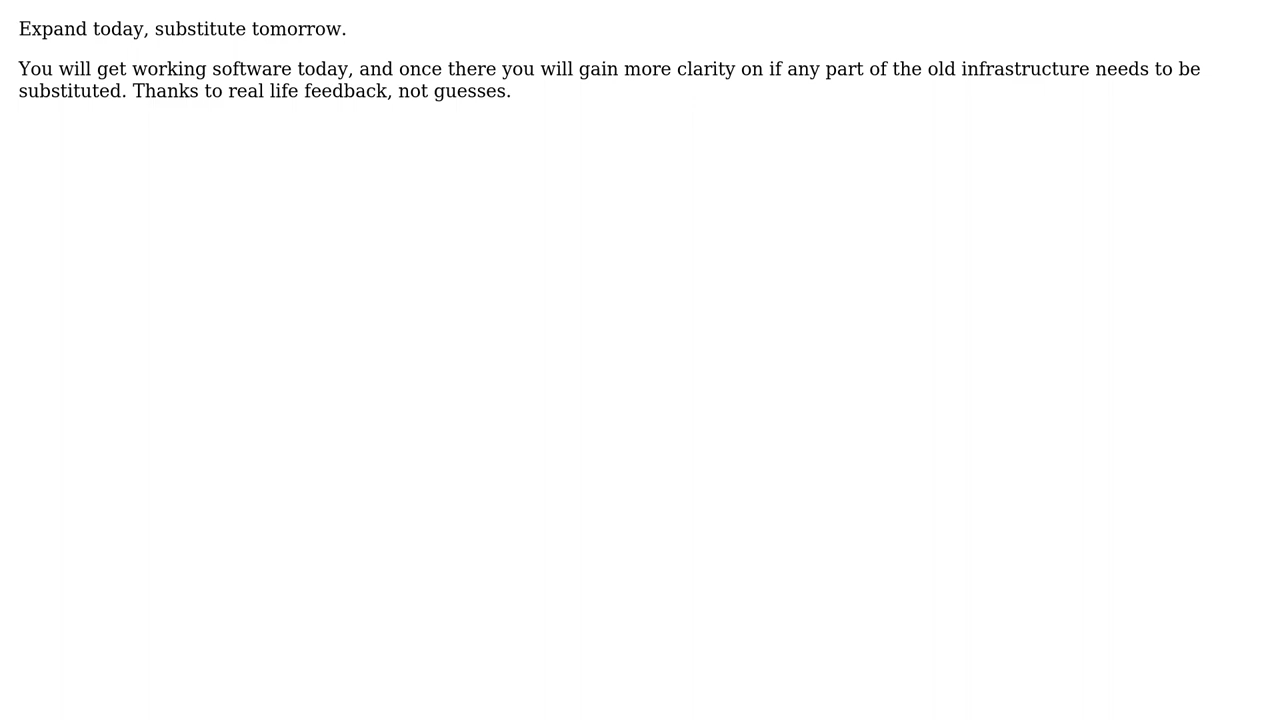 Expand today, substitute tomorrow.
You will get working software today, and once there you will gain more clarity on if any part of the old infrastructure needs to be
substituted. Thanks to real life feedback, not guesses.